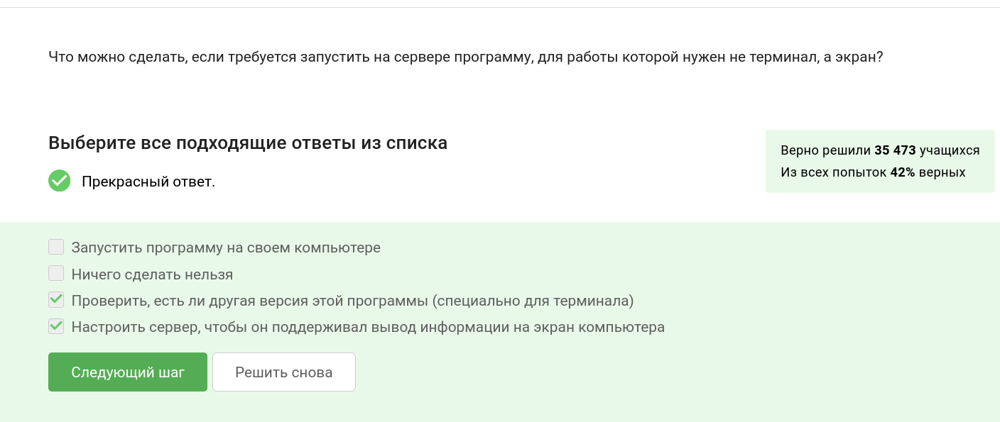 Что можно сделать, если требуется запустить на сервере программу, для работы которой нужен не терминал, а экран?
Выберите все подходящие ответы из списка
Верно решили 35 473 учащихся
Из всех попыток 42% верных
Прекрасный ответ.
Запустить программу на своем компьютере
Ничего сделать нельзя
Проверить, есть ли другая версия этой программы (специально для терминала)
Настроить сервер, чтобы он поддерживал вывод информации на экран компьютера
Следующий шаг
Решить снова